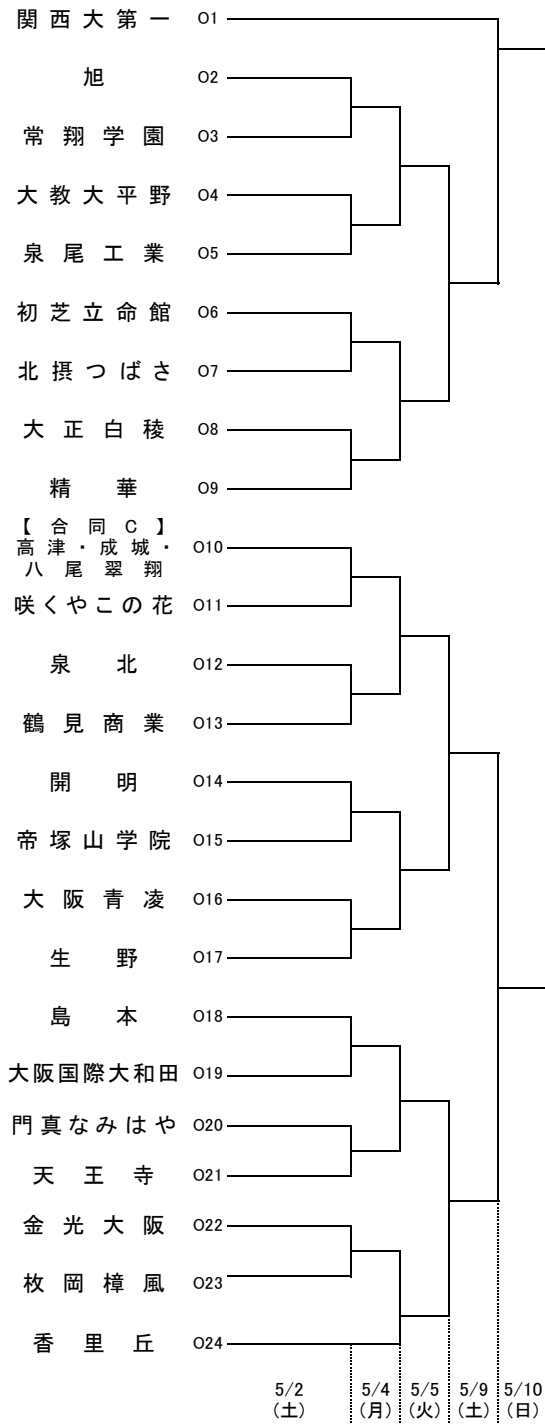 関西大第一 O1
旭 O2
常翔学園 O3
大教大平野 O4
泉尾工業 O5
初芝立命館 O6
北摂つばさ O7
大正白稜 O8
精華 O9
【合同C】
高津・成城・ O10
八尾翠翔
咲くやこの花 O11
泉北 O12
鶴見商業 O13
開明 O14
帝塚山学院 O15
大阪青凌 O16
生野 O17
島本 O18
大阪国際大和田 O19
門真なみはや O20
天王寺 O21
金光大阪 O22
枚岡樟風 O23
香里丘 O24
5/2 5/4 5/5 5/9 5/10
(土) (月) (火) (土) (日)